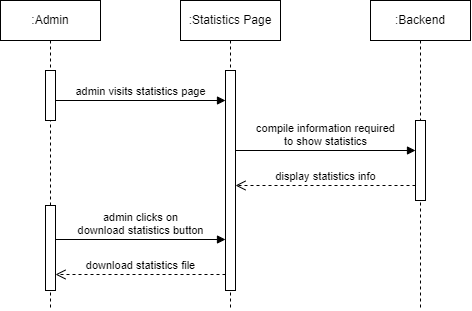 :Admin
:Statistics Page
:Backend
admin visits statistics page
compile information required
to show statistics
display statistics info
admin clicks on
download statistics button
download statistics file